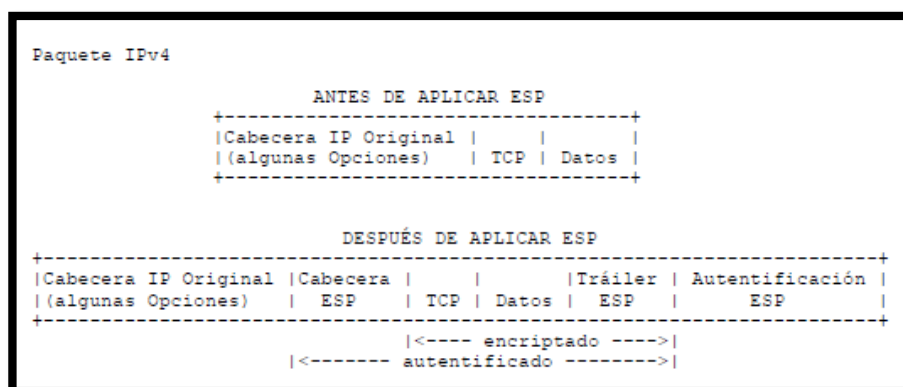 Paquete IPv4
ANTES DE APLICAR ESP
+-----------------------------------+
|Cabecera IP Original | | |
|(algunas Opciones) | TCP | Datos |
+-----------------------------------+
DESPUÉS DE APLICAR ESP
+------------------------------------------------------------------------+
|Cabecera IP Original |Cabecera | | |Tráiler | Autentificación |
|(algunas Opciones) | ESP | TCP | Datos | ESP | ESP |
+------------------------------------------------------------------------+
|<---- encriptado ---->|
|<------- autentificado -------->|